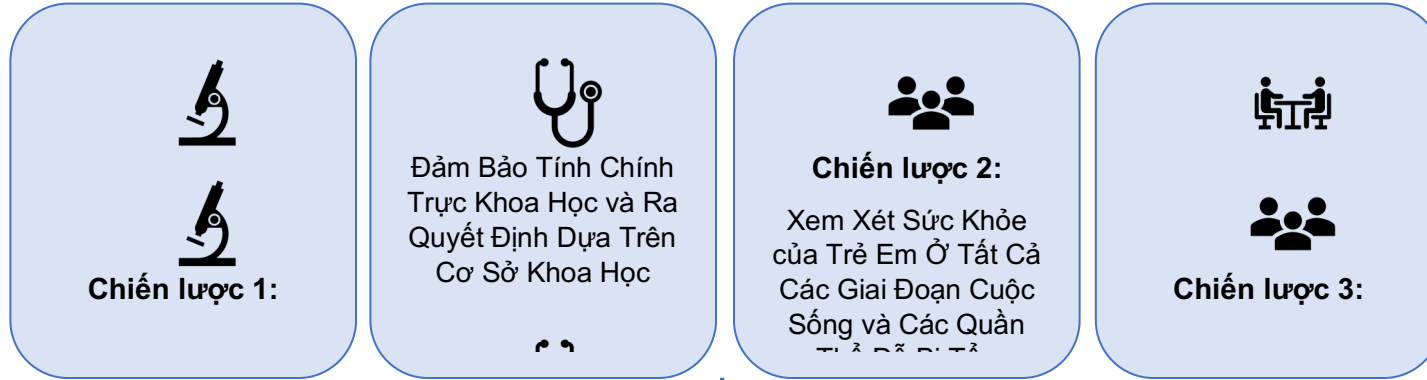 Chiến lược 1:
Đảm Bảo Tính Chính
Trực Khoa Học và Ra
Quyết Định Dựa Trên
Cơ Sở Khoa Học
Chiến lược 2:
Xem Xét Sức Khỏe
của Trẻ Em Ở Tất Cả
Các Giai Đoạn Cuộc
Sống và Các Quần
Chiến lược 3: